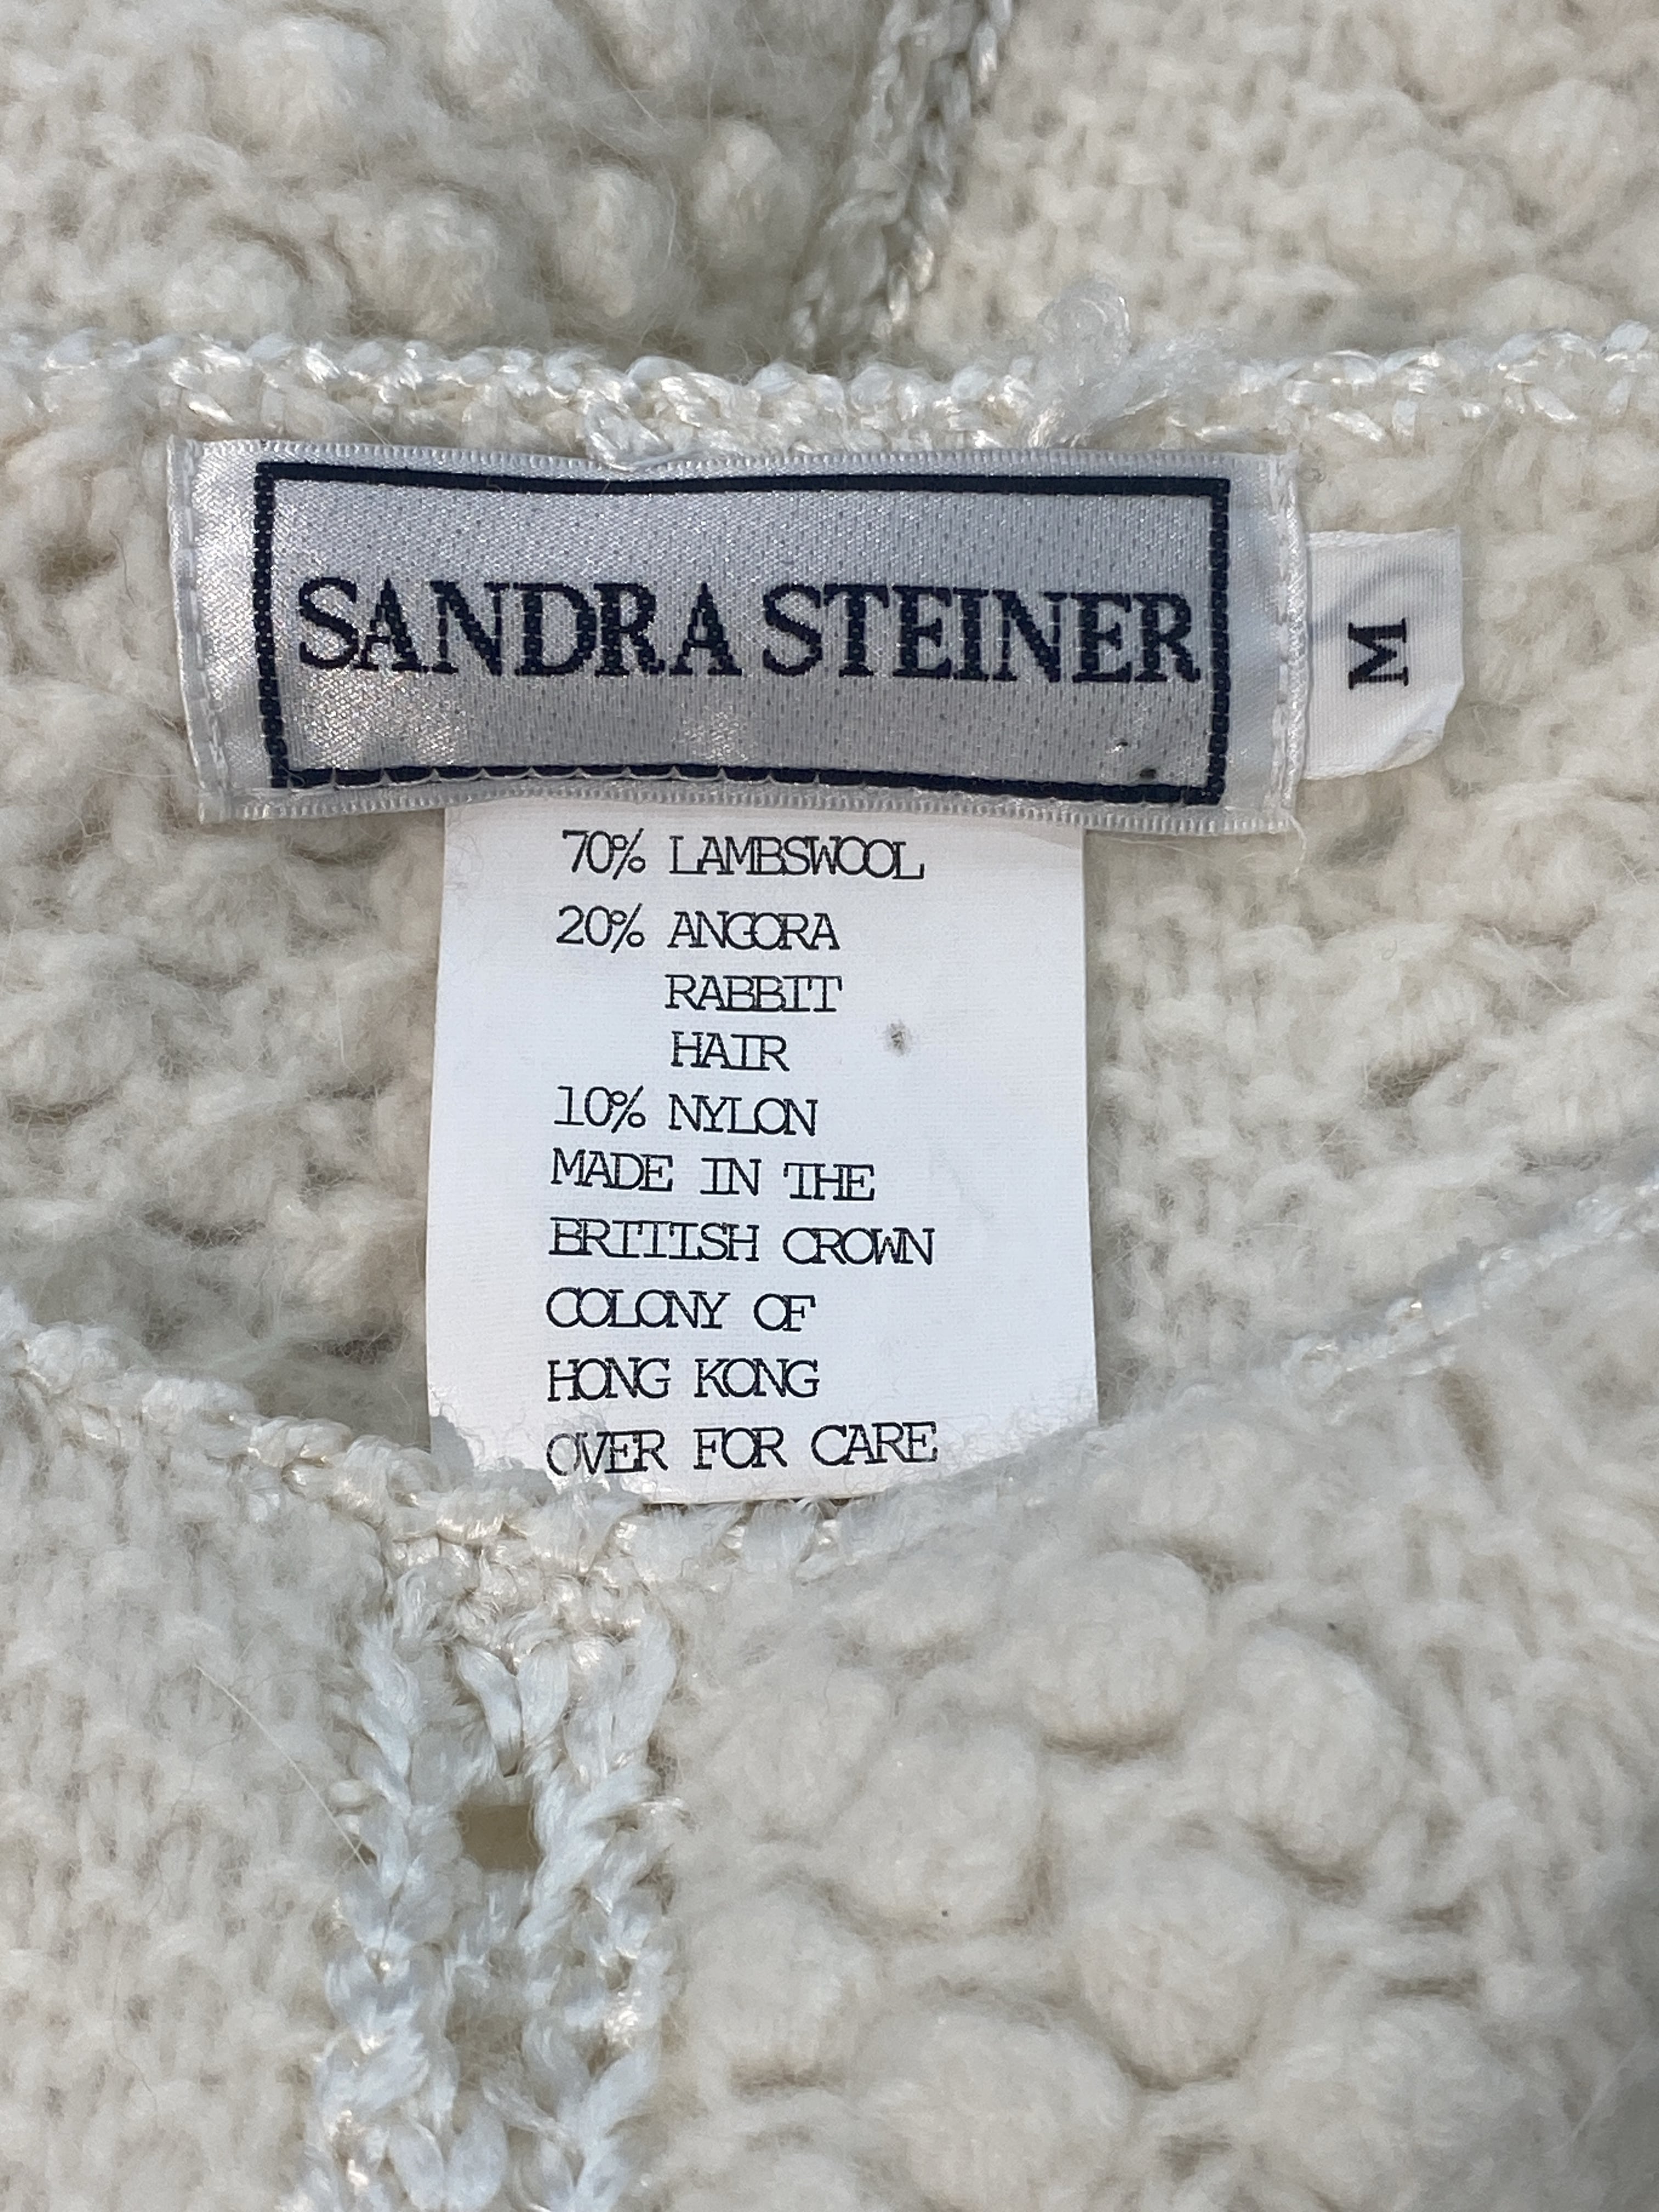 SANDRA STEINER
M
70% LAMBSWOOL
20% ANGORA
RABBIT
HAIR
10% NYLON
MADE IN THE
BRITISH CROWN
COLONY OF
HONG KONG
OVER FOR CARE